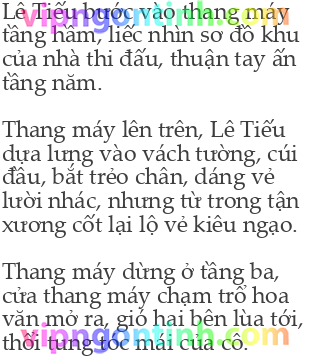 Lê Tiếu bước vào thang máy
tầng hầm, liếc nhìn sơ đồ khu
của nhà thi đấu, thuận tay ấn
tầng năm.
Thang máy lên trên, Lê Tiếu
dựa lưng vào vách tường, cúi
đầu, bắt tréo chân, dáng vẻ
lười nhác, nhưng từ trong tận
xương cốt lại lộ vẻ kiêu ngạo.
Thang máy dừng ở tầng ba,
cửa thang máy chạm trổ hoa
văn mở ra, gió hai bên lùa tới,
thổi tung tóc mái của cô.
vipngontinh.com
vipngontinh.com